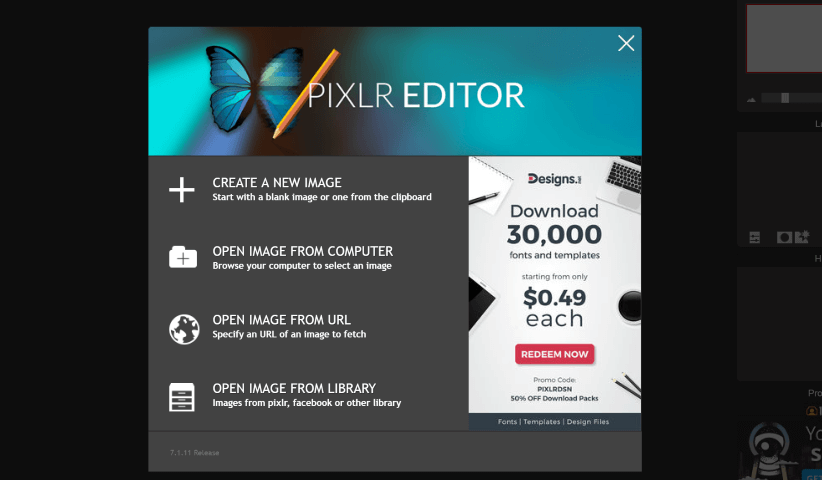 PIXLR EDITOR
CREATE A NEW IMAGE
Start with a blank image or one from the clipboard
OPEN IMAGE FROM COMPUTER
Browse your computer to select an image
OPEN IMAGE FROM URL
Specify an URL of an image to fetch
OPEN IMAGE FROM LIBRARY
Images from pixlr, facebook or other library
7.1.11 Release
Designs.
Download
30,000
fonts and templates
starting from only
$0.49
each
REDEEM NOW
Promo Code:
PIXLRDSN
50% OFF Download Packs
Fonts | Templates | Design Files